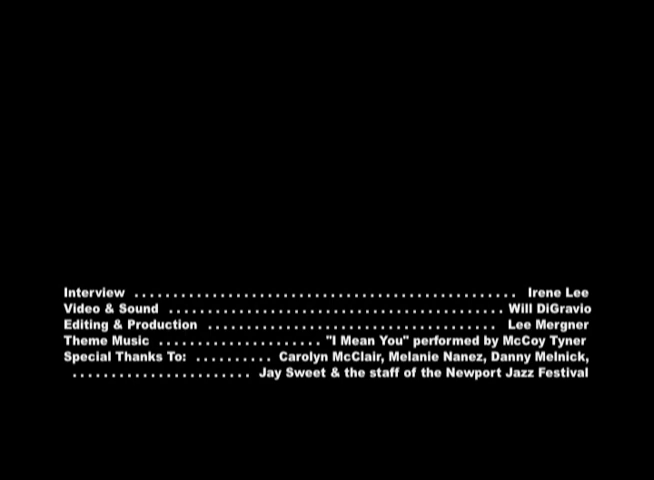 Interview ................................................. Irene Lee
Video & Sound ........................................... Will DiGravio
Editing & Production ..................................... Lee Mergner
Theme Music ..................... "I Mean You" performed by McCoy Tyner
Special Thanks To: .......... Carolyn McClair, Melanie Nanez, Danny Melnick,
....................... Jay Sweet & the staff of the Newport Jazz Festival